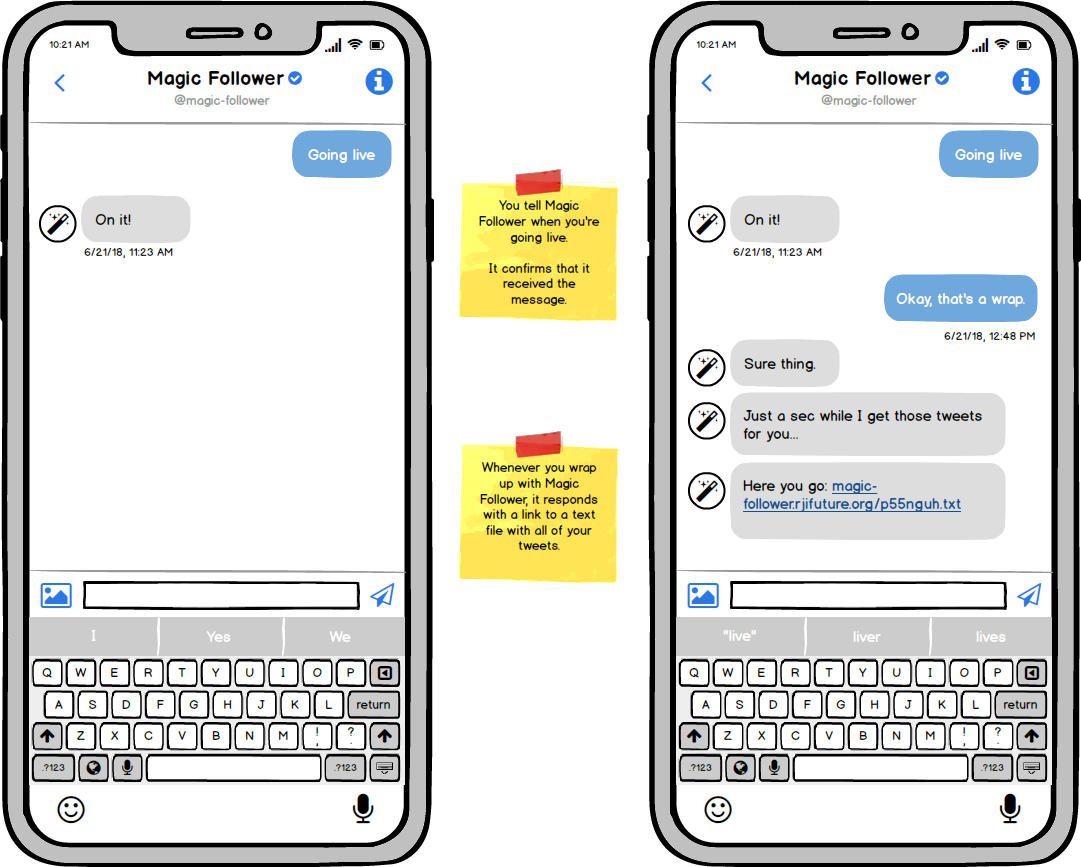 10:21 AM
Magic Follower
@magic-follower
Going live
On it!
6/21/18, 11:23 AM
I Yes We
Q W E R T Y U I O P
A S D F G H J K L return
Z X C V B N M ! , ? .
.?123 .?123
You tell Magic
Follower when you're
going live.
It confirms that it
received the
message.
Whenever you wrap
up with Magic
Follower, it responds
with a link to a text
file with all of your
tweets.
10:21 AM
Magic Follower
@magic-follower
Going live
On it!
6/21/18, 11:23 AM
Okay, that's a wrap.
6/21/18, 12:48 PM
Sure thing.
Just a sec while I get those tweets
for you...
Here you go: magic-
follower.rjifuture.org/p55nguh.txt
"live" liver lives
Q W E R T Y U I O P
A S D F G H J K L return
Z X C V B N M ! , ? .
.?123 .?123